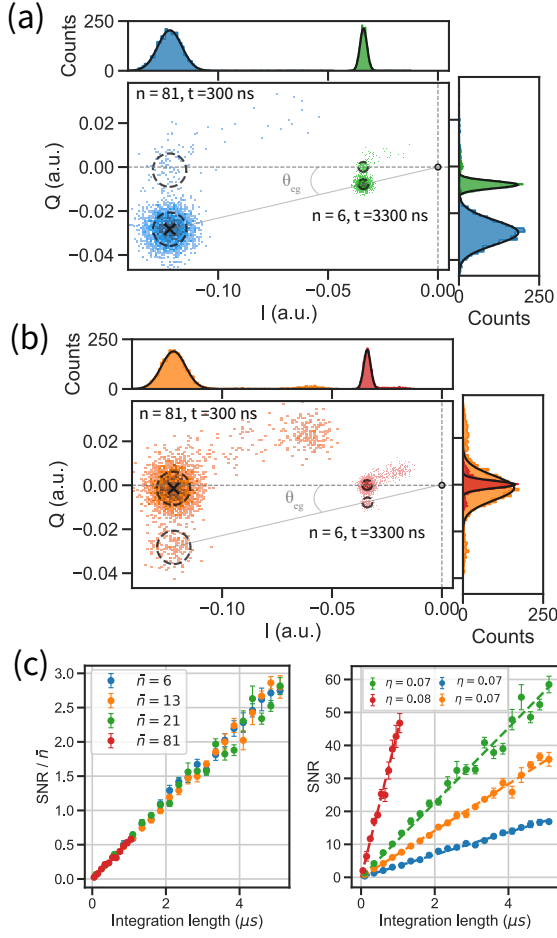 (a)
Counts
250
0
n = 81, t=300 ns
Q (a.u.)
0.02
0.00
−0.02
−0.04
θeg
n = 6, t=3300 ns
−0.10
−0.05
0.00
I (a.u.)
0
250
Counts
(b)
Counts
250
0
n = 81, t=300 ns
Q (a.u.)
0.02
0.00
−0.02
−0.04
θeg
n = 6, t=3300 ns
−0.10
−0.05
0.00
I (a.u.)
0
250
Counts
(c)
SNR / n̄
3.0
2.5
2.0
1.5
1.0
0.5
0.0
n̄ = 6
n̄ = 13
n̄ = 21
n̄ = 81
0 2 4
Integration length (μs)
SNR
60
50
40
30
20
10
0
η = 0.07 η = 0.07
η = 0.08 η = 0.07
0 2 4
Integration length (μs)